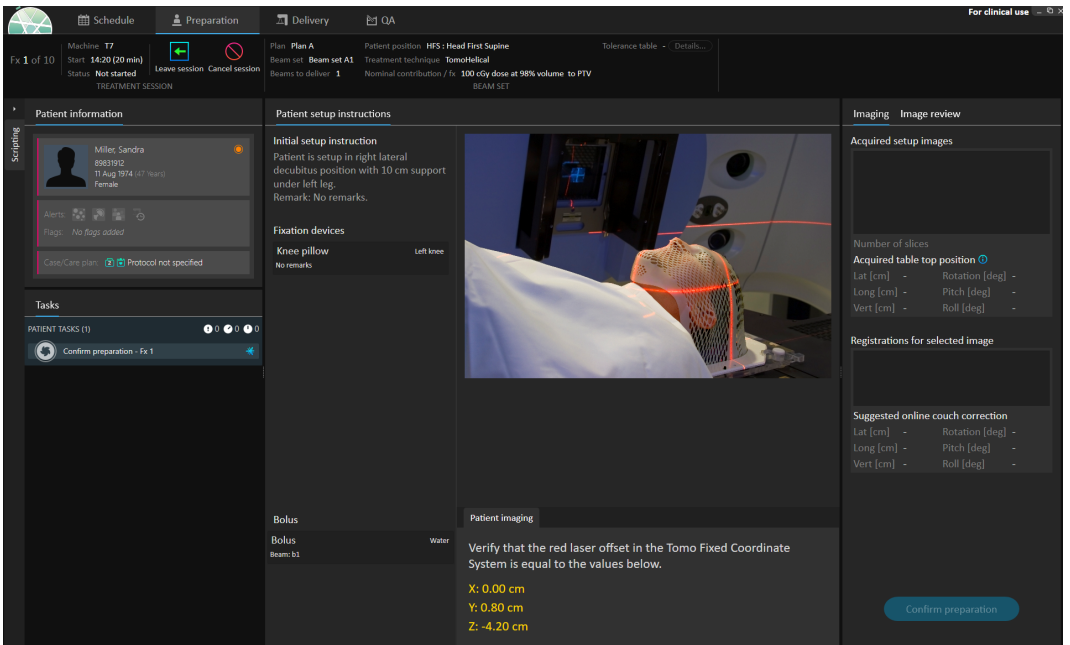 Schedule
Preparation
Delivery
QA
For clinical use
Fx 1 of 10
Machine T7
Start 14:20 (20 min)
Status Not started
Leave session
Cancel session
TREATMENT SESSION
Plan Plan A
Beam set Beam set A1
Beams to deliver 1
Patient position HFS : Head First Supine
Treatment technique TomoHelical
Nominal contribution / fx 100 cGy dose at 98% volume to PTV
Tolerance table - Details...
BEAM SET
Scripting
Patient information
Miller, Sandra
89831912
11 Aug 1974 (47 Years)
Female
Alerts:
Flags: No flags added
Case/Care plan: 2 Protocol not specified
Tasks
PATIENT TASKS (1) 0 0 0
Confirm preparation - Fx 1
Patient setup instructions
Initial setup instruction
Patient is setup in right lateral
decubitus position with 10 cm support
under left leg.
Remark: No remarks.
Fixation devices
Knee pillow Left knee
No remarks
Bolus
Bolus Water
Beam: b1
Patient imaging
Verify that the red laser offset in the Tomo Fixed Coordinate
System is equal to the values below.
X: 0.00 cm
Y: 0.80 cm
Z: -4.20 cm
Imaging Image review
Acquired setup images
Number of slices
Acquired table top position
Lat [cm] - Rotation [deg] -
Long [cm] - Pitch [deg] -
Vert [cm] - Roll [deg] -
Registrations for selected image
Suggested online couch correction
Lat [cm] - Rotation [deg] -
Long [cm] - Pitch [deg] -
Vert [cm] - Roll [deg] -
Confirm preparation